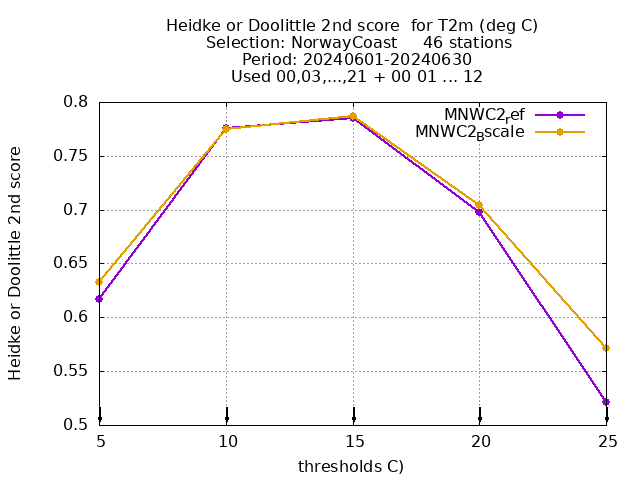 Heidke or Doolittle 2nd score  for T2m (deg C)
Selection: NorwayCoast     46 stations
Period: 20240601-20240630
Used 00,03,...,21 + 00 01 ... 12
MNWC2_ref
MNWC2_Bscale
Heidke or Doolittle 2nd score
0.8
0.75
0.7
0.65
0.6
0.55
0.5
5 10 15 20 25
thresholds C)